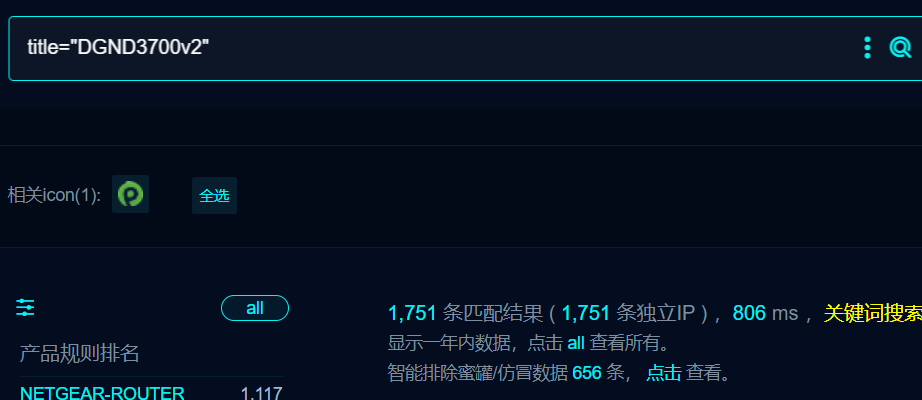 title="DGND3700v2"
相关icon(1):
全选
all
1,751 条匹配结果 ( 1,751 条独立IP ) ，806 ms ，关键词搜索
显示一年内数据，点击 all 查看所有。
产品规则排名
智能排除蜜罐/仿冒数据 656 条， 点击 查看。
NETGEAR-ROUTER 1,117